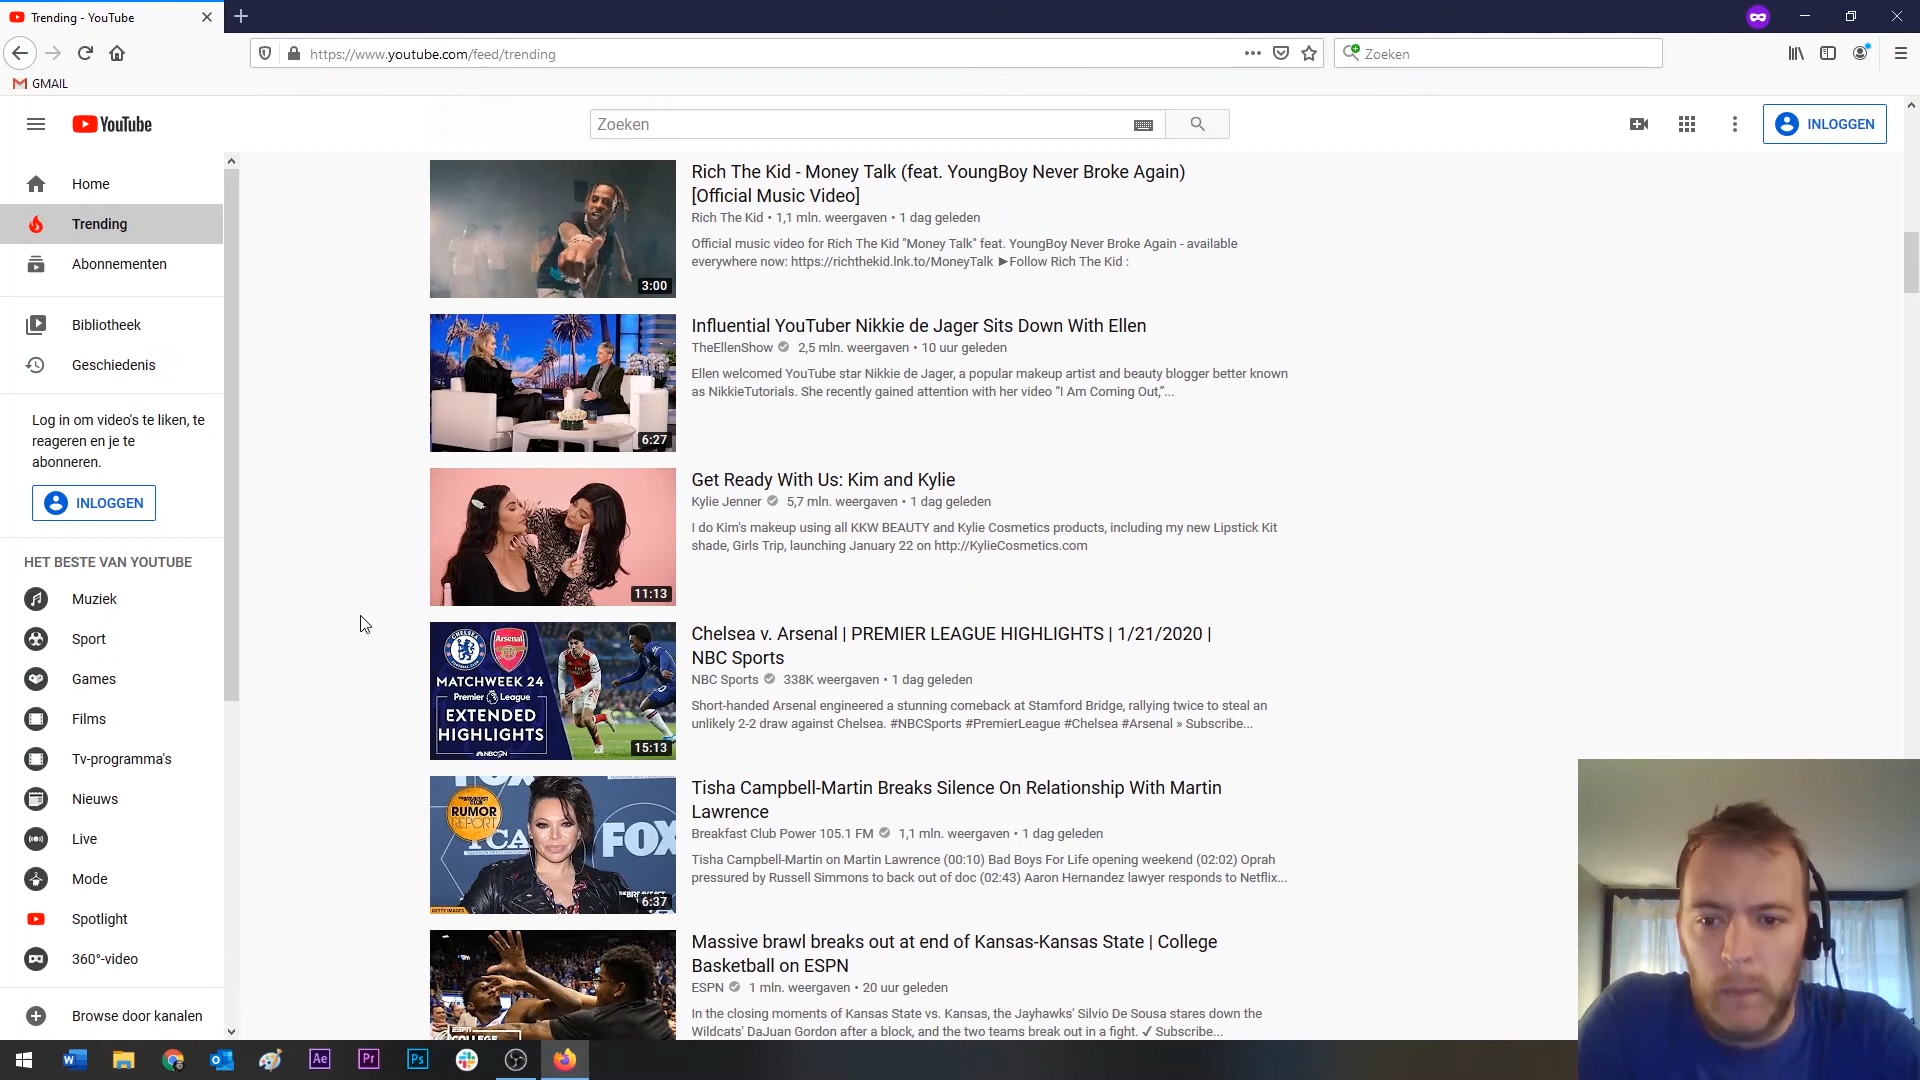 Trending - YouTube
https://www.youtube.com/feed/trending
Zoeken
GMAIL
YouTube
Zoeken
INLOGGEN
Home
Trending
Abonnementen
Bibliotheek
Geschiedenis
Log in om video's te liken, te
reageren en je te
abonneren.
INLOGGEN
HET BESTE VAN YOUTUBE
Muziek
Sport
Games
Films
Tv-programma's
Nieuws
Live
Mode
Spotlight
360°-video
Browse door kanalen
3:00
Rich The Kid - Money Talk (feat. YoungBoy Never Broke Again)
[Official Music Video]
Rich The Kid • 1,1 mln. weergaven • 1 dag geleden
Official music video for Rich The Kid "Money Talk" feat. YoungBoy Never Broke Again - available
everywhere now: https://richthekid.lnk.to/MoneyTalk ►Follow Rich The Kid :
6:27
Influential YouTuber Nikkie de Jager Sits Down With Ellen
TheEllenShow 2,5 mln. weergaven • 10 uur geleden
Ellen welcomed YouTube star Nikkie de Jager, a popular makeup artist and beauty blogger better known
as NikkieTutorials. She recently gained attention with her video “I Am Coming Out,”...
11:13
Get Ready With Us: Kim and Kylie
Kylie Jenner 5,7 mln. weergaven • 1 dag geleden
I do Kim's makeup using all KKW BEAUTY and Kylie Cosmetics products, including my new Lipstick Kit
shade, Girls Trip, launching January 22 on http://KylieCosmetics.com
CHELSEA
Arsenal
MATCHWEEK 24
Premier League
EXTENDED
HIGHLIGHTS
NBCSN
15:13
Chelsea v. Arsenal | PREMIER LEAGUE HIGHLIGHTS | 1/21/2020 |
NBC Sports
NBC Sports 338K weergaven • 1 dag geleden
Short-handed Arsenal engineered a stunning comeback at Stamford Bridge, rallying twice to steal an
unlikely 2-2 draw against Chelsea. #NBCSports #PremierLeague #Chelsea #Arsenal » Subscribe...
FOX
THE BREAKFAST CLUB
RUMOR
REPORT
TCA
FOX
GETTY IMAGES
6:37
Tisha Campbell-Martin Breaks Silence On Relationship With Martin
Lawrence
Breakfast Club Power 105.1 FM 1,1 mln. weergaven • 1 dag geleden
Tisha Campbell-Martin on Martin Lawrence (00:10) Bad Boys For Life opening weekend (02:02) Oprah
pressured by Russell Simmons to back out of doc (02:43) Aaron Hernandez lawyer responds to Netflix...
ESPN
COLLEGE
Massive brawl breaks out at end of Kansas-Kansas State | College
Basketball on ESPN
ESPN 1 mln. weergaven • 20 uur geleden
In the closing moments of Kansas State vs. Kansas, the Jayhawks' Silvio De Sousa stares down the
Wildcats' DaJuan Gordon after a block, and the two teams break out in a fight. ✓ Subscribe...
Ae
Pr
Ps